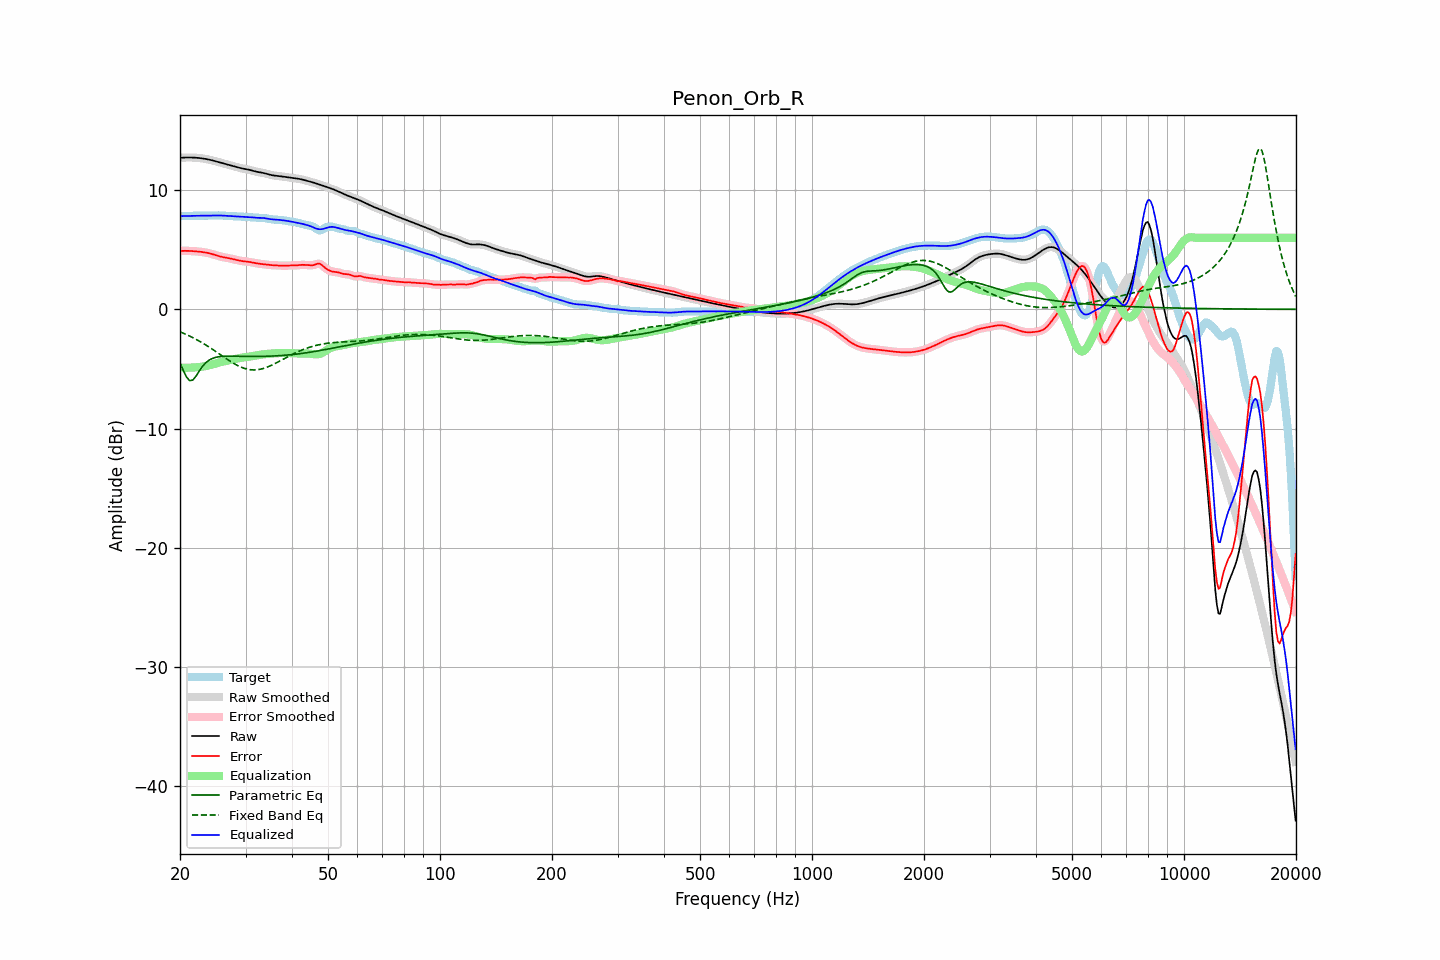 Penon_Orb_R
Amplitude (dBr)
10
0
−10
−20
−30
−40
Target
Raw Smoothed
Error Smoothed
Raw
Error
Equalization
Parametric Eq
Fixed Band Eq
Equalized
20 50 100 200 500 1000 2000 5000 10000 20000
Frequency (Hz)